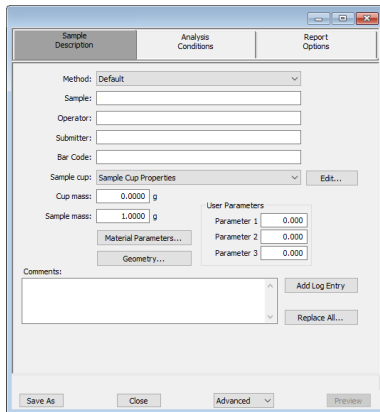 Sample Description
Analysis Conditions
Report Options
Method: Default
Sample:
Operator:
Submitter:
Bar Code:
Sample cup: Sample Cup Properties Edit...
Cup mass: 0.0000 g
Sample mass: 1.0000 g
User Parameters
Parameter 1 0.000
Parameter 2 0.000
Parameter 3 0.000
Material Parameters...
Geometry...
Comments:
Add Log Entry
Replace All...
Save As Close Advanced Preview